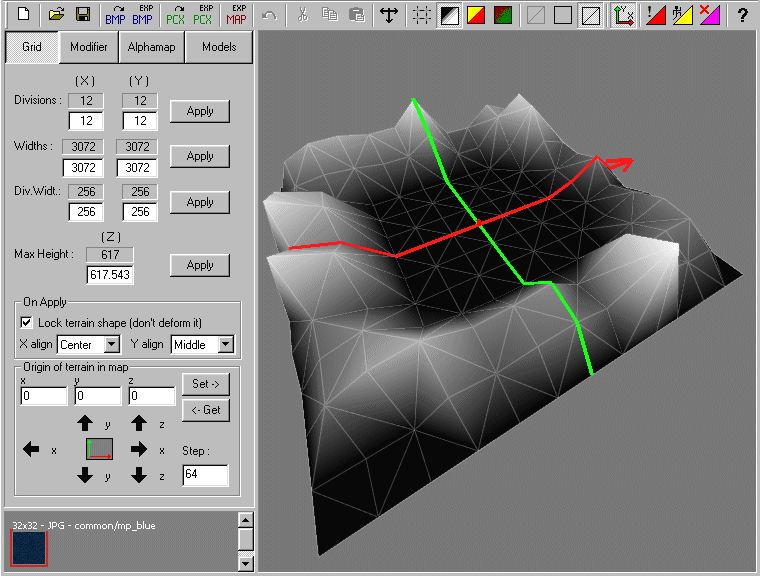 EXP EXP EXP
BMP BMP PCX PCX MAP ?
Grid Modifier Alphamap Models
(X) (Y)
Divisions : 12 12
12 12 Apply
Widths : 3072 3072
3072 3072 Apply
Div.Widt.: 256 256
256 256 Apply
(Z)
Max Height : 617
617.543 Apply
On Apply
Lock terrain shape (don't deform it)
X align Center Y align Middle
Origin of terrain in map
x y z
0 0 0 Set ->
<- Get
y z
x x Step :
y z 64
32x32 - JPG - common/mp_blue